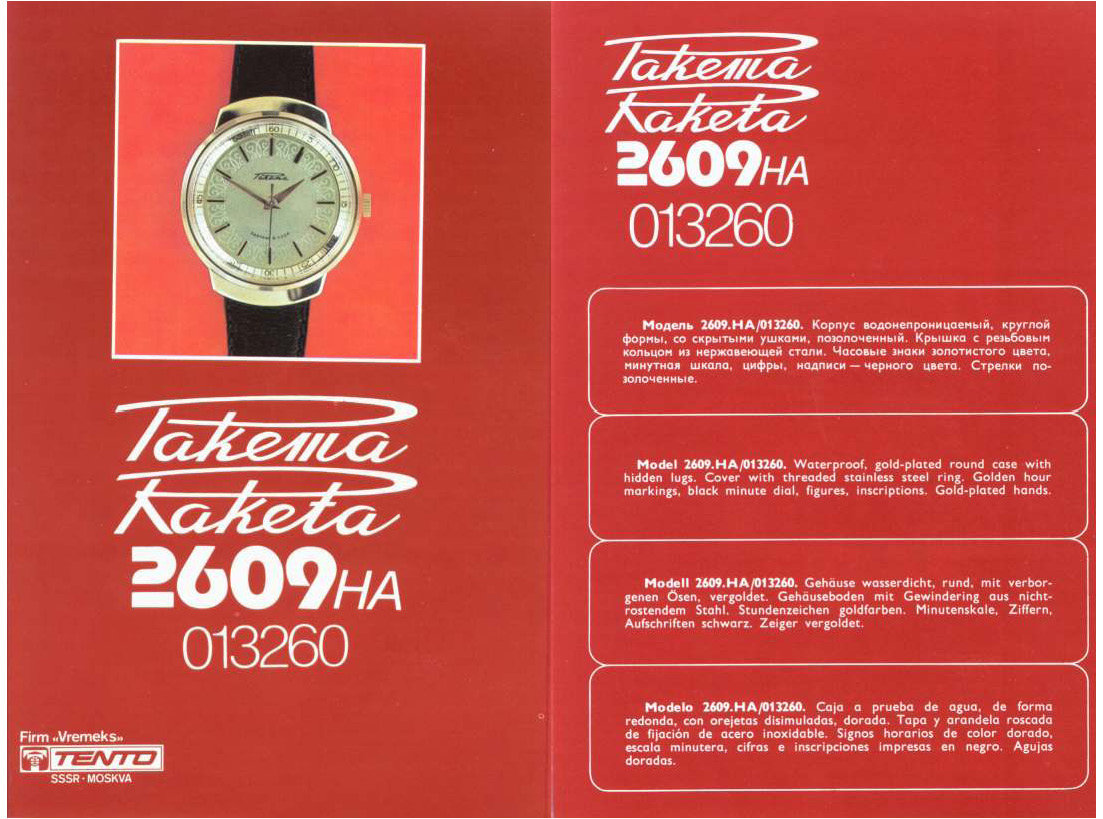 60
5
Ракета
СДЕЛАНО В СССР
Ракета
Raketa
2609НА
013260
Firm „Vremeks"
TENTO
SSSR · MOSKVA
Ракета
Raketa
2609НА
013260
Модель 2609.НА/013260. Корпус водонепроницаемый, круглой
формы, со скрытыми ушками, позолоченный. Крышка с резьбовым
кольцом из нержавеющей стали. Часовые знаки золотистого цвета,
минутная шкала, цифры, надписи — черного цвета. Стрелки по-
золоченные.
Model 2609.HA/013260. Waterproof, gold-plated round case with
hidden lugs. Cover with threaded stainless steel ring. Golden hour
markings, black minute dial, figures, inscriptions. Gold-plated hands.
Modell 2609.HA/013260. Gehäuse wasserdicht, rund, mit verbor-
genen Ösen, vergoldet. Gehäuseboden mit Gewindering aus nicht-
rostendem Stahl. Stundenzeichen goldfarben. Minutenskale, Ziffern,
Aufschriften schwarz. Zeiger vergoldet.
Modelo 2609.HA/013260. Caja a prueba de agua, de forma
redonda, con orejetas disimuladas, dorada. Tapa y arandela roscada
de fijación de acero inoxidable. Signos horarios de color dorado,
escala minutera, cifras e inscripciones impresas en negro. Agujas
doradas.